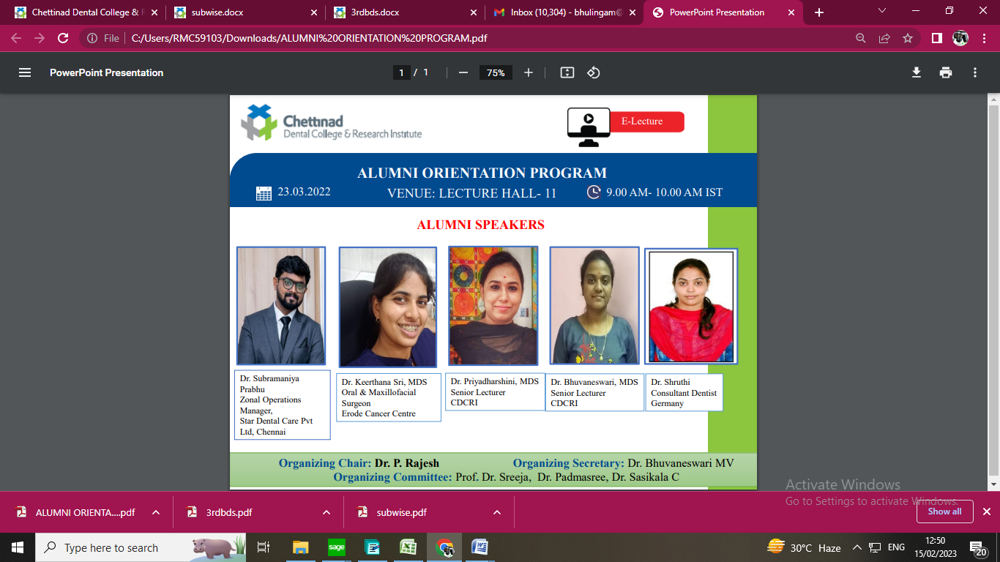 Chettinad Dental College & R
subwise.docx
3rdbds.docx
Inbox (10,304) - bhulingam@
PowerPoint Presentation
File
C:/Users/RMC59103/Downloads/ALUMNI%20ORIENTATION%20PROGRAM.pdf
PowerPoint Presentation
1 / 1
75%
Chettinad
Dental College & Research Institute
E-Lecture
ALUMNI ORIENTATION PROGRAM
23.03.2022 VENUE: LECTURE HALL- 11 9.00 AM- 10.00 AM IST
ALUMNI SPEAKERS
Dr. Subramaniya
Prabhu
Zonal Operations
Manager,
Star Dental Care Pvt
Ltd, Chennai
Dr. Keerthana Sri, MDS
Oral & Maxillofacial
Surgeon
Erode Cancer Centre
Dr. Priyadharshini, MDS
Senior Lecturer
CDCRI
Dr. Bhuvaneswari, MDS
Senior Lecturer
CDCRI
Dr. Shruthi
Consultant Dentist
Germany
Organizing Chair: Dr. P. Rajesh Organizing Secretary: Dr. Bhuvaneswari MV
Organizing Committee: Prof. Dr. Sreeja, Dr. Padmasree, Dr. Sasikala C
Activate Windows
Go to Settings to activate Windows.
ALUMNI ORIENTA....pdf
3rdbds.pdf
subwise.pdf
Show all
Type here to search
sage
30°C Haze
ENG
12:50
15/02/2023
20